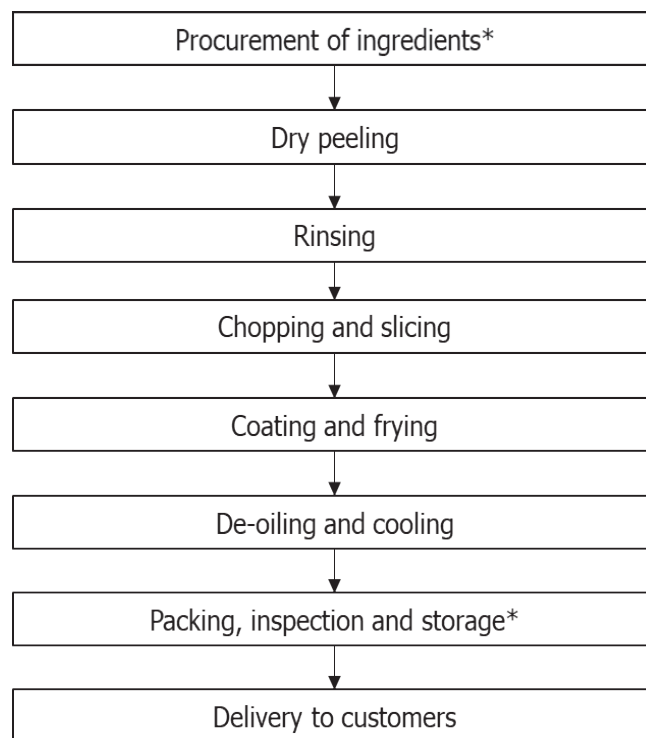 Procurement of ingredients*
Dry peeling
Rinsing
Chopping and slicing
Coating and frying
De-oiling and cooling
Packing, inspection and storage*
Delivery to customers